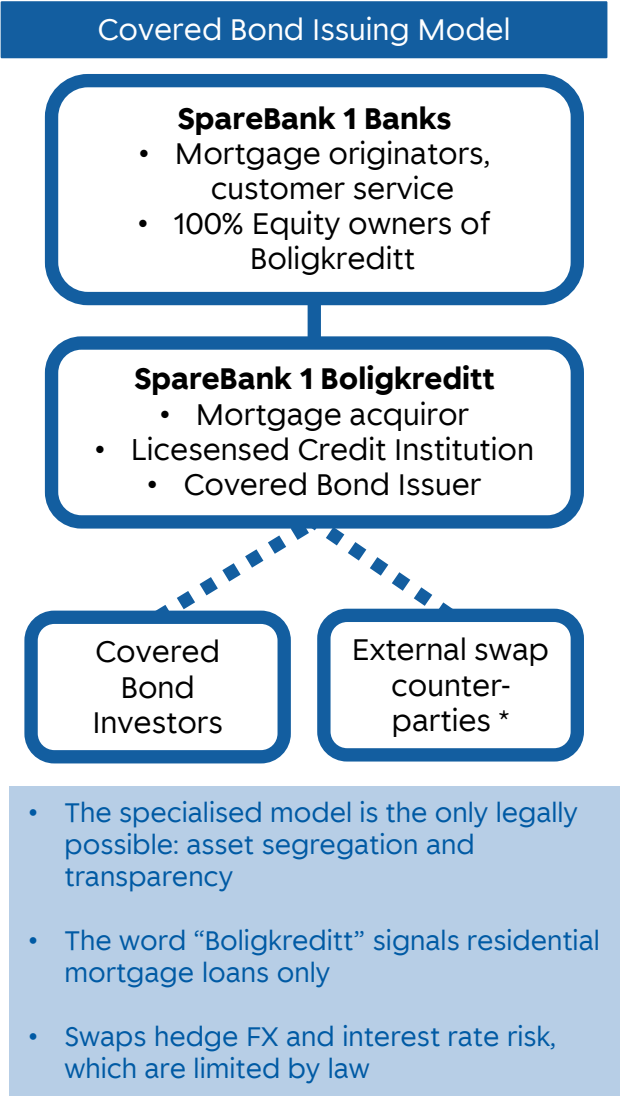 Covered Bond Issuing Model
SpareBank 1 Banks
• Mortgage originators,
customer service
• 100% Equity owners of
Boligkreditt
SpareBank 1 Boligkreditt
• Mortgage acquiror
• Licesensed Credit Institution
• Covered Bond Issuer
Covered
Bond
Investors
External swap
counter-
parties *
• The specialised model is the only legally
possible: asset segregation and
transparency
• The word “Boligkreditt” signals residential
mortgage loans only
• Swaps hedge FX and interest rate risk,
which are limited by law